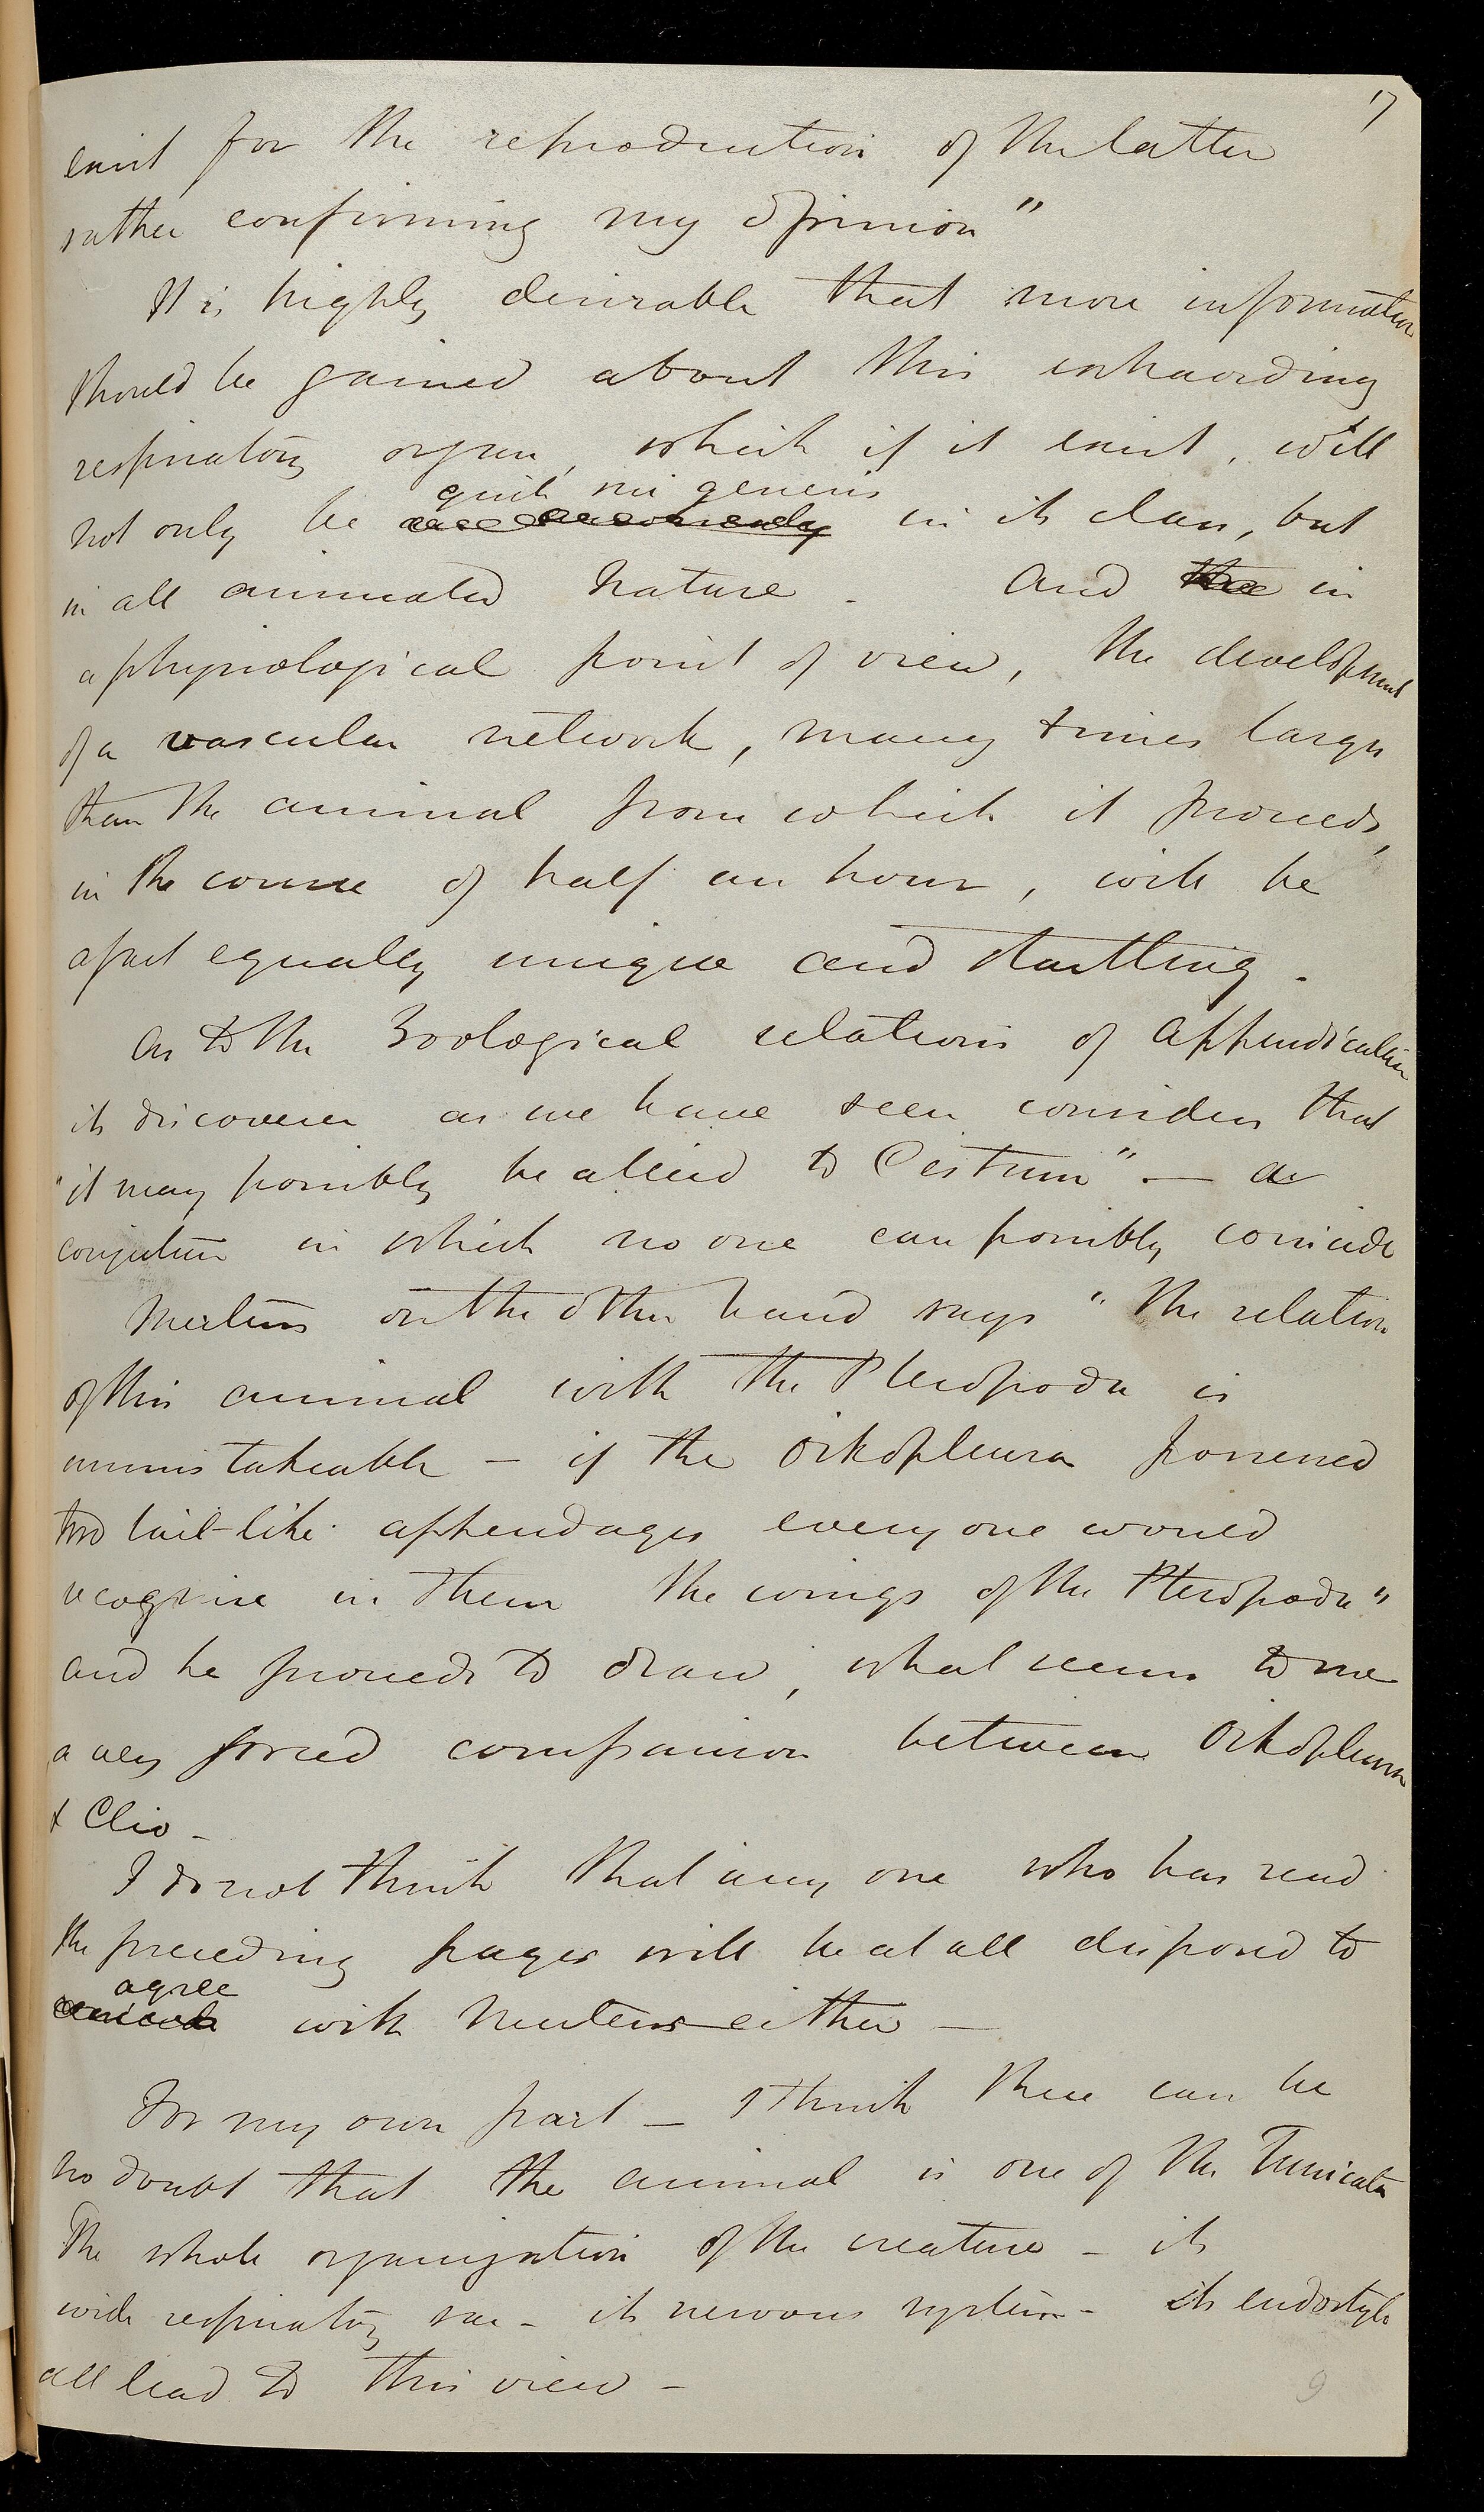 17
exist for the reproduction of the latter
rather confirming my opinion"
It is highly desirable that more information
should be gained about this extraordinary
respiratory organ, which if it exist, will
quite sui generis
not only be in its class, but
in all animated nature. And in
a physiological point of view, the development
of a vascular network, many times larger
than the animal from which it proceeds,
in the course of half an hour, will be
a fact equally unique and startling.
As to the Zoological relations of Appendicularia
its discoverer as we have seen considers that
"it may possibly be allied to Cestum" — a
conjecture in which no one can possibly coincide
Mertens on the other hand says "the relation
of this animal with the Pteropoda is
unmistakeable — if the Oikopleura possessed
two tail-like appendages every one would
recognise in them the wings of the Pteropoda"
and he proceeds to draw, what seems to me
a very forced comparison between Oikopleura
& Clio —
I do not think that any one who has read
the preceding pages will be at all disposed to
agree
with Mertens either —
For my own part — I think there can be
no doubt that the animal is one of the Tunicata
The whole organization of the creature — its
wide respiratory sac — its nervous system — its endostyle
all lead to this view —
9